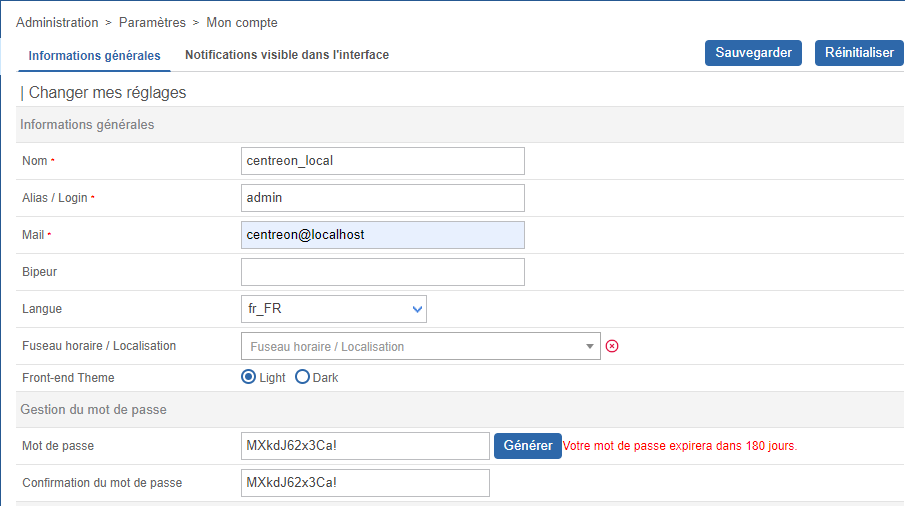 Administration > Paramètres > Mon compte
Informations générales Notifications visible dans l'interface Sauvegarder Réinitialiser
| Changer mes réglages
Informations générales
Nom * centreon_local
Alias / Login * admin
Mail * centreon@localhost
Bipeur
Langue fr_FR
Fuseau horaire / Localisation Fuseau horaire / Localisation
Front-end Theme Light Dark
Gestion du mot de passe
Mot de passe MXkdJ62x3Ca! Générer Votre mot de passe expirera dans 180 jours.
Confirmation du mot de passe MXkdJ62x3Ca!